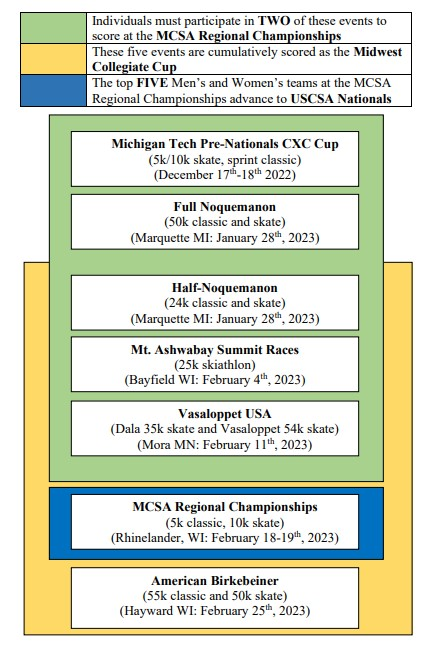 Individuals must participate in TWO of these events to
score at the MCSA Regional Championships
These five events are cumulatively scored as the Midwest
Collegiate Cup
The top FIVE Men's and Women's teams at the MCSA
Regional Championships advance to USCSA Nationals
Michigan Tech Pre-Nationals CXC Cup
(5k/10k skate, sprint classic)
(December 17th-18th 2022)
Full Noquemanon
(50k classic and skate)
(Marquette MI: January 28th, 2023)
Half-Noquemanon
(24k classic and skate)
(Marquette MI: January 28th, 2023)
Mt. Ashwabay Summit Races
(25k skiathlon)
(Bayfield WI: February 4th, 2023)
Vasaloppet USA
(Dala 35k skate and Vasaloppet 54k skate)
(Mora MN: February 11th, 2023)
MCSA Regional Championships
(5k classic, 10k skate)
(Rhinelander, WI: February 18-19th, 2023)
American Birkebeiner
(55k classic and 50k skate)
(Hayward WI: February 25th, 2023)